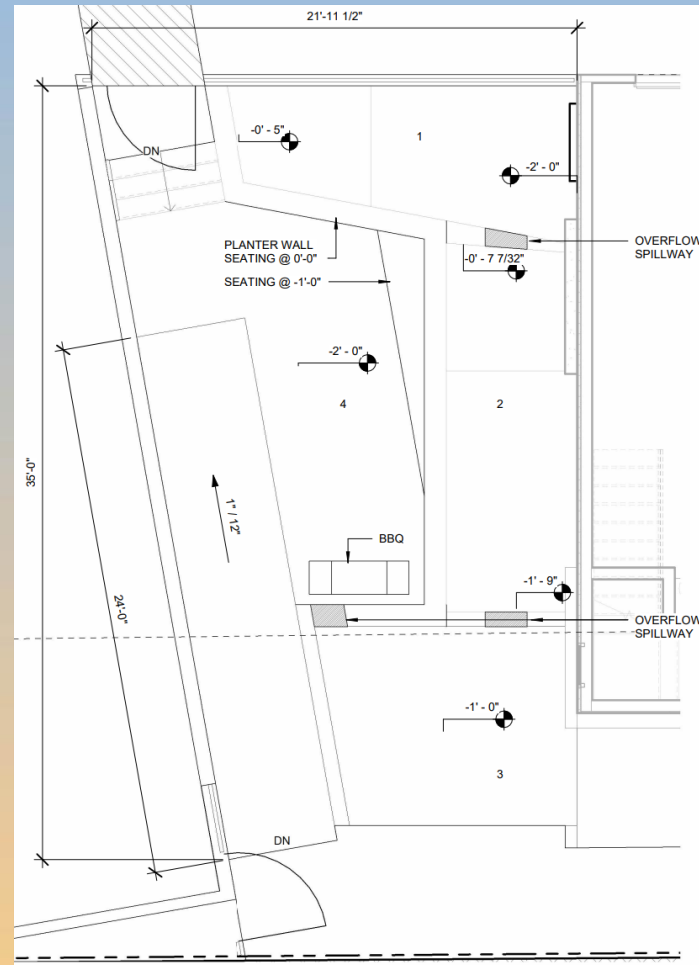 21'-11 1/2"
-0' - 5"
1
DN
-2' - 0"
PLANTER WALL
SEATING @ 0'-0"
OVERFLOW
SPILLWAY
-0' - 7 7/32"
SEATING @ -1'-0"
-2' - 0"
4
2
35'-0"
1" / 12"
BBQ
-1' - 9"
24'-0"
OVERFLOW
SPILLWAY
-1' - 0"
3
DN